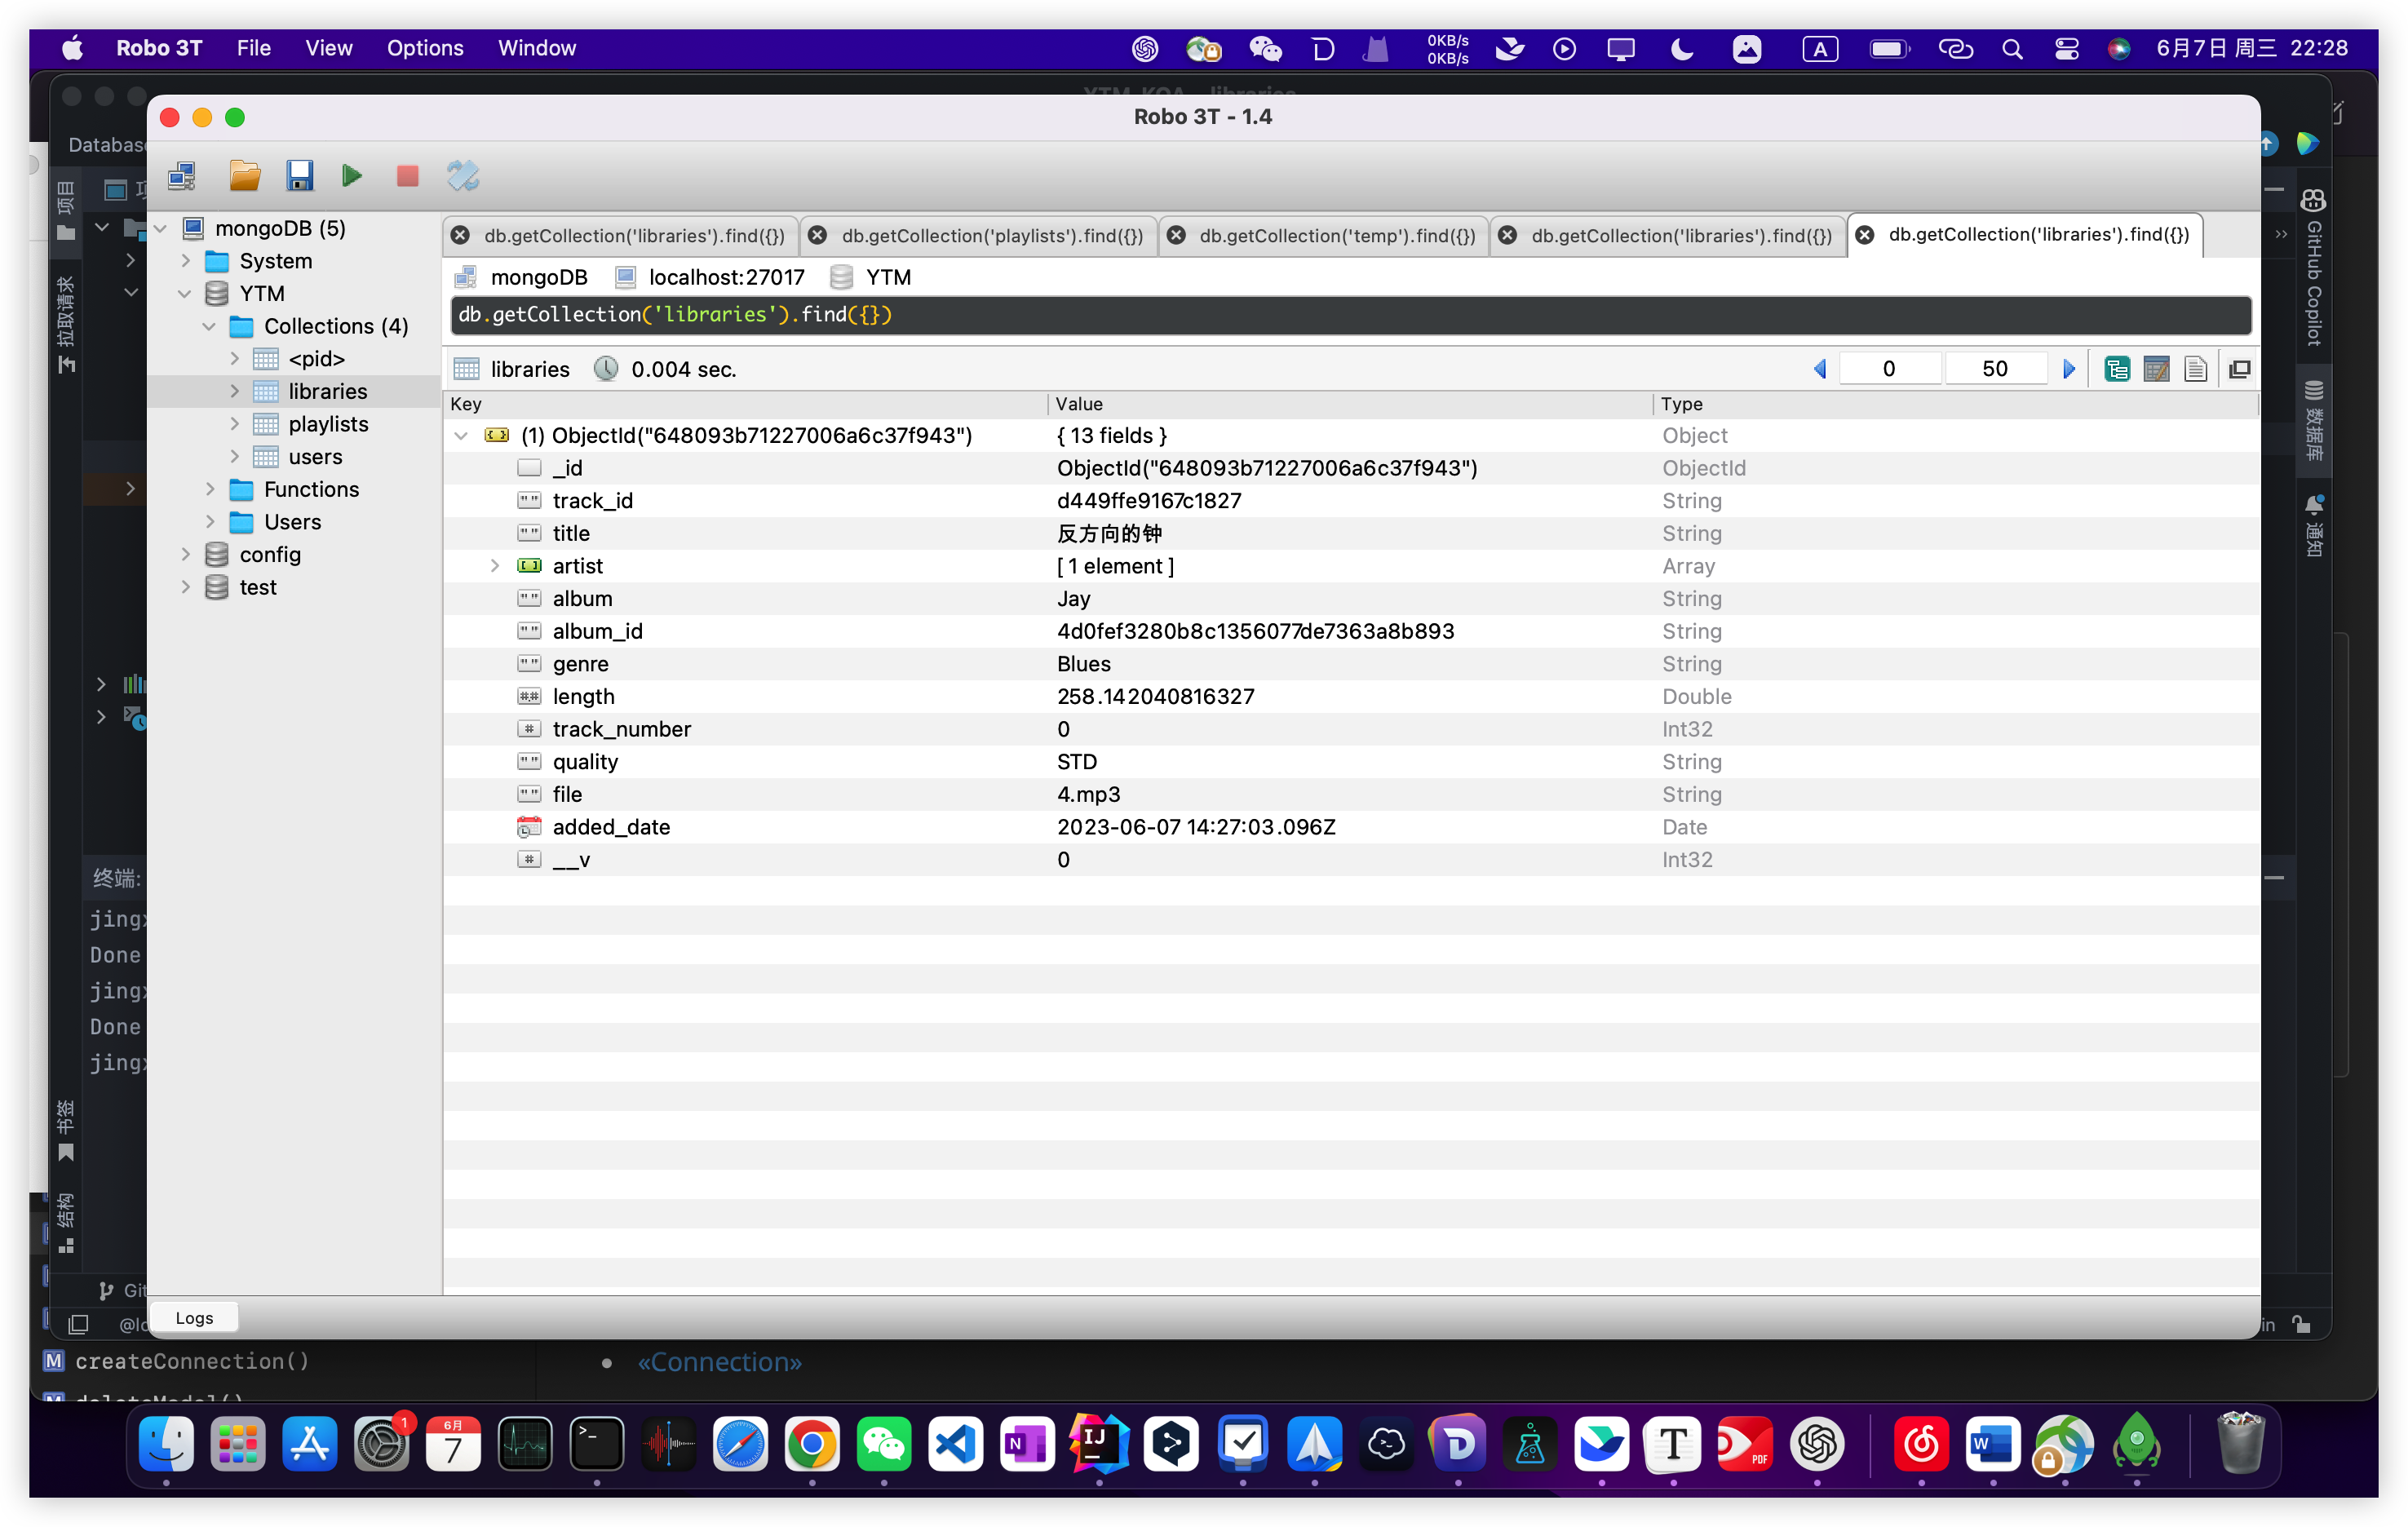 Robo 3T File View Options Window 0KB/s A 6月7日 周三 22:28
0KB/s
Robo 3T - 1.4
mongoDB (5)
System
YTM
Collections (4)
<pid>
libraries
playlists
users
Functions
Users
config
test
db.getCollection('libraries').find({}) db.getCollection('playlists').find({}) db.getCollection('temp').find({}) db.getCollection('libraries').find({}) db.getCollection('libraries').find({})
mongoDB localhost:27017 YTM
db.getCollection('libraries').find({})
libraries 0.004 sec. 0 50
Key Value Type
(1) ObjectId("648093b71227006a6c37f943") { 13 fields } Object
_id ObjectId("648093b71227006a6c37f943") ObjectId
track_id d449ffe9167c1827 String
title 反方向的钟 String
artist [ 1 element ] Array
album Jay String
album_id 4d0fef3280b8c1356077de7363a8b893 String
genre Blues String
length 258.142040816327 Double
track_number 0 Int32
quality STD String
file 4.mp3 String
added_date 2023-06-07 14:27:03.096Z Date
__v 0 Int32
Logs
项目
拉取请求
书签
结构
终端:
Done
Done
GitHub Copilot
数据库
通知
createConnection()
«Connection»
1
6月
7
IJ
N
D
T
PDF
W